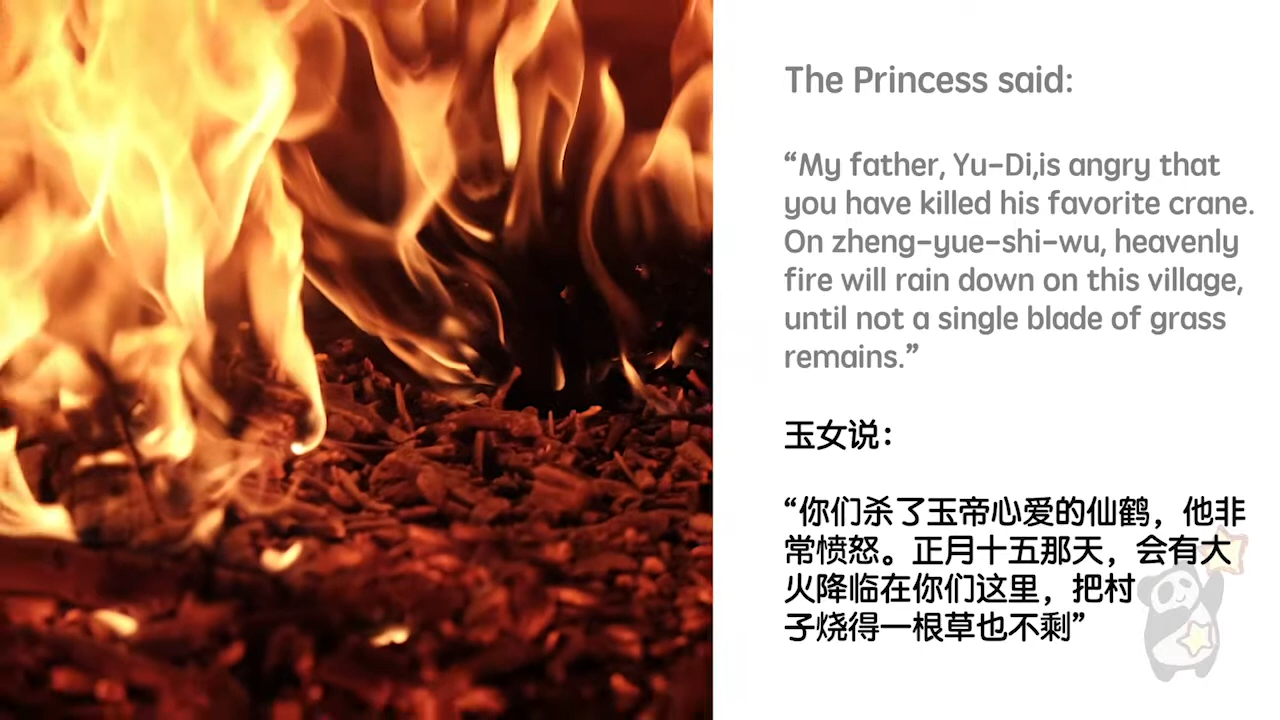 The Princess said:
“My father, Yu-Di,is angry that
you have killed his favorite crane.
On zheng-yue-shi-wu, heavenly
fire will rain down on this village,
until not a single blade of grass
remains.”
玉女说：
“你们杀了玉帝心爱的仙鹤，他非
常愤怒。正月十五那天，会有大
火降临在你们这里，把村
子烧得一根草也不剩”